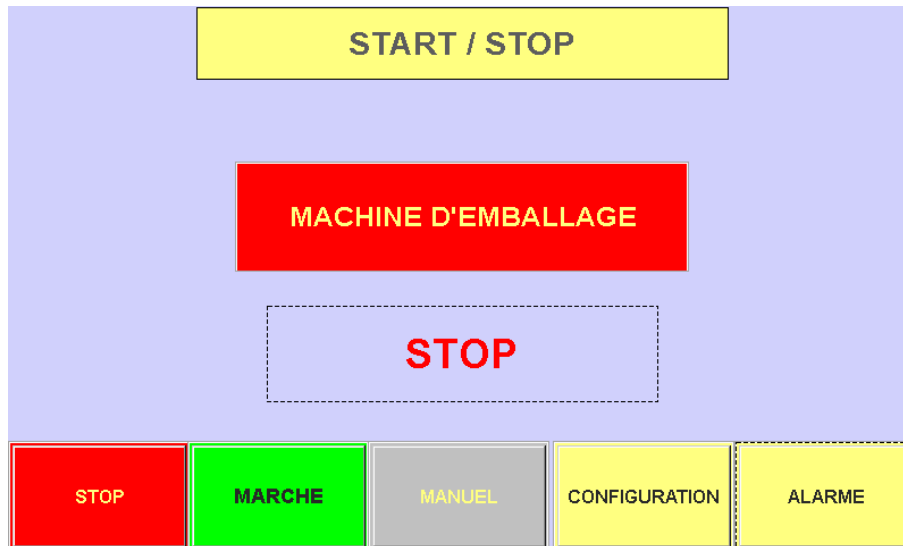 START / STOP
MACHINE D'EMBALLAGE
STOP
STOP
MARCHE
MANUEL
CONFIGURATION
ALARME